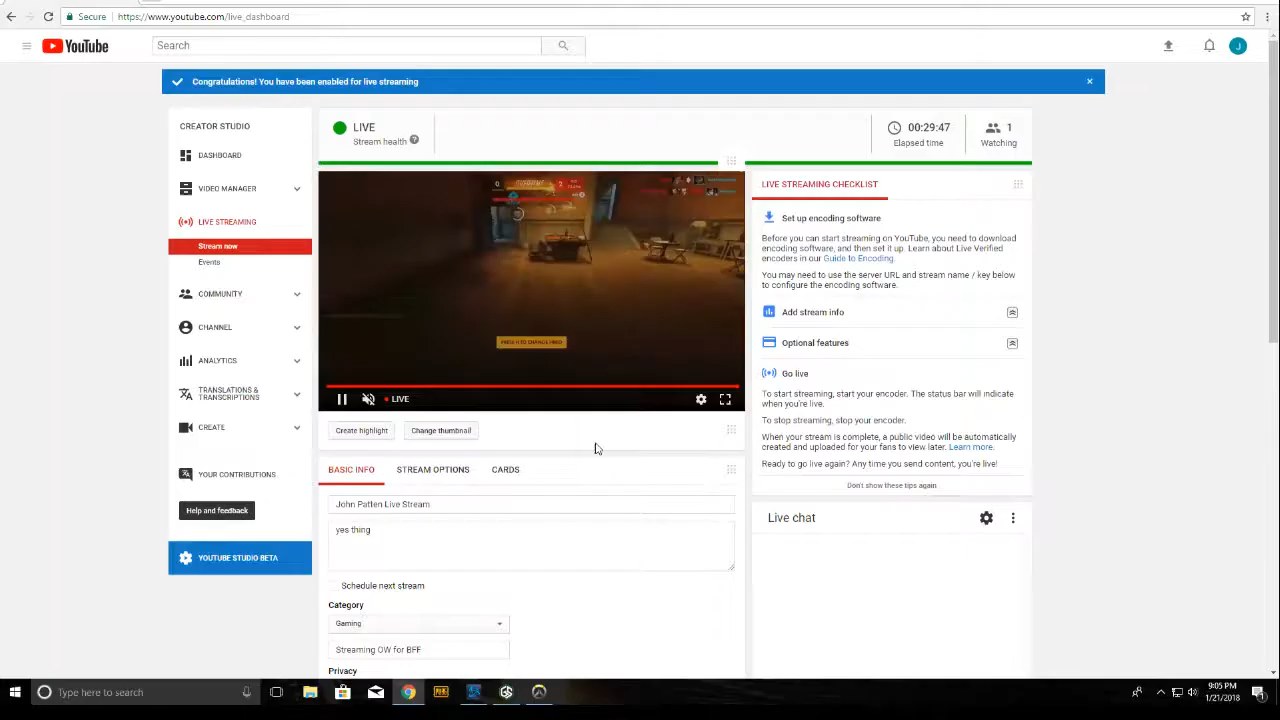 Secure
https://www.youtube.com/live_dashboard
YouTube
Search
J
Congratulations! You have been enabled for live streaming
CREATOR STUDIO
DASHBOARD
VIDEO MANAGER
LIVE STREAMING
Stream now
Events
COMMUNITY
CHANNEL
ANALYTICS
TRANSLATIONS &
TRANSCRIPTIONS
CREATE
YOUR CONTRIBUTIONS
Help and feedback
YOUTUBE STUDIO BETA
LIVE
Stream health
00:29:47
Elapsed time
1
Watching
PRESS H TO CHANGE HERO
LIVE
Create highlight
Change thumbnail
BASIC INFO
STREAM OPTIONS
CARDS
John Patten Live Stream
yes thing
Schedule next stream
Category
Gaming
Streaming OW for BFF
Privacy
LIVE STREAMING CHECKLIST
Set up encoding software
Before you can start streaming on YouTube, you need to download
encoding software, and then set it up. Learn about Live Verified
encoders in our Guide to Encoding.
You may need to use the server URL and stream name / key below
to configure the encoding software.
Add stream info
Optional features
Go live
To start streaming, start your encoder. The status bar will indicate
when you're live.
To stop streaming, stop your encoder.
When your stream is complete, a public video will be automatically
created and uploaded for your fans to view later. Learn more.
Ready to go live again? Any time you send content, you're live!
Don't show these tips again
Live chat
Type here to search
9:05 PM
1/21/2018